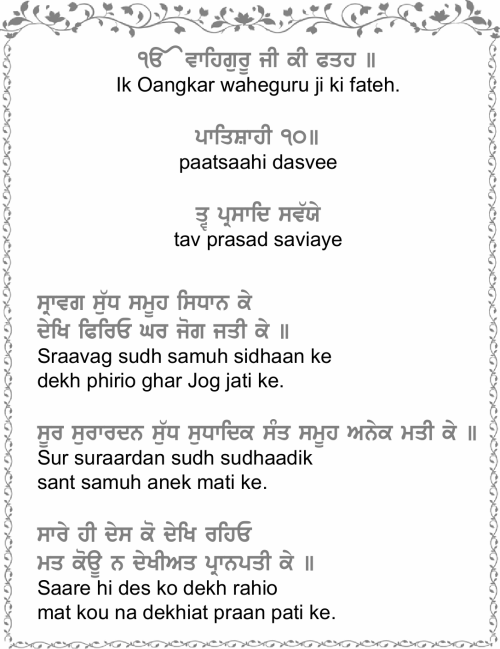 ੴ ਵਾਹਿਗੁਰੂ ਜੀ ਕੀ ਫਤਹ ॥
Ik Oangkar waheguru ji ki fateh.
ਪਾਤਿਸ਼ਾਹੀ ੧੦॥
paatsaahi dasvee
ਤ੍ਵ ਪ੍ਰਸਾਦਿ ਸਵੱਯੇ
tav prasad saviaye
ਸ੍ਰਾਵਗ ਸੁੱਧ ਸਮੂਹ ਸਿਧਾਨ ਕੇ
ਦੇਖਿ ਫਿਰਿਓ ਘਰ ਜੋਗ ਜਤੀ ਕੇ ॥
Sraavag sudh samuh sidhaan ke
dekh phirio ghar Jog jati ke.
ਸੂਰ ਸੁਰਾਰਦਨ ਸੁੱਧ ਸੁਧਾਦਿਕ ਸੰਤ ਸਮੂਹ ਅਨੇਕ ਮਤੀ ਕੇ ॥
Sur suraardan sudh sudhaadik
sant samuh anek mati ke.
ਸਾਰੇ ਹੀ ਦੇਸ ਕੋ ਦੇਖਿ ਰਹਿਓ
ਮਤ ਕੋਊ ਨ ਦੇਖੀਅਤ ਪ੍ਰਾਨਪਤੀ ਕੇ ॥
Saare hi des ko dekh rahio
mat kou na dekhiat praan pati ke.